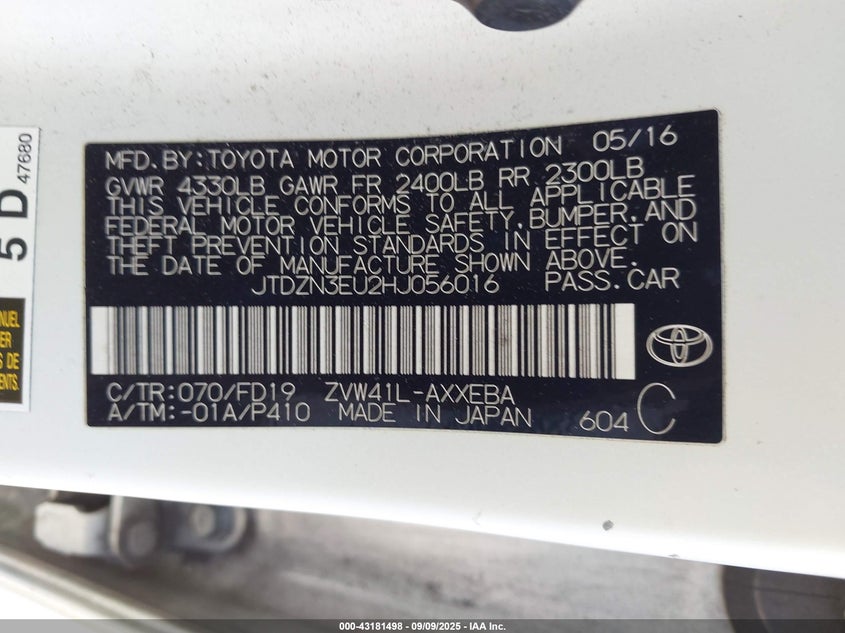 MFD. BY: TOYOTA MOTOR CORPORATION 05/16
GVWR 4330LB GAWR FR 2400LB RR 2300LB
THIS VEHICLE CONFORMS TO ALL APPLICABLE
FEDERAL MOTOR VEHICLE SAFETY, BUMPER, AND
THEFT PREVENTION STANDARDS IN EFFECT ON
THE DATE OF MANUFACTURE SHOWN ABOVE.
JTDZN3EU2HJ056016 PASS. CAR
C/TR: 070/FD19 ZVW41L-AXXEBA
A/TM: -01A/P410 MADE IN JAPAN 604 C
5 D
47680
NUEL
ER
S DE
000-43181498 - 09/09/2025 - IAA Inc.